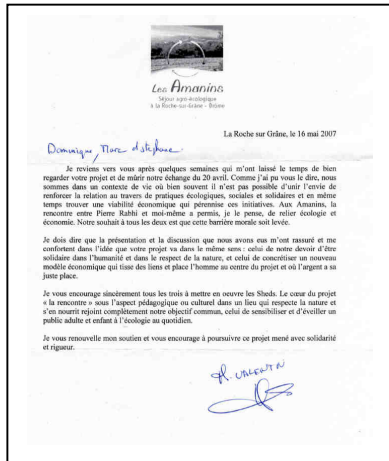 Les Amanins
Séjour agro-écologique
à la Roche-sur-Grâne - Drôme
La Roche sur Grâne, le 16 mai 2007
Dominique, Marc et Stéphane.
Je reviens vers vous après quelques semaines qui m'ont laissé le temps de bien
regarder votre projet et de mûrir notre échange du 20 avril. Comme j'ai pu vous le dire, nous
sommes dans un contexte de vie où bien souvent il n'est pas possible d'unir l'envie de
renforcer la relation au travers de pratiques écologiques, sociales et solidaires et en même
temps trouver une viabilité économique qui pérennise ces initiatives. Aux Amanins, la
rencontre entre Pierre Rabhi et moi-même a permis, je le pense, de relier écologie et
économie. Notre souhait à tous les deux est que cette barrière morale soit levée.
Je dois dire que la présentation et la discussion que nous avons eus m'ont rassuré et me
confortent dans l'idée que votre projet va dans le même sens : celui de notre devoir d'être
solidaire dans l'humanité et dans le respect de la nature, et celui de concrétiser un nouveau
modèle économique qui tisse des liens et place l'homme au centre du projet et où l'argent a sa
juste place.
Je vous encourage sincèrement tous les trois à mettre en oeuvre les Sheds. Le cœur du projet
« la rencontre » sous l'aspect pédagogique ou culturel dans un lieu qui respecte la nature et
s'en nourrit rejoint complètement notre objectif commun, celui de sensibiliser et d'éveiller un
public adulte et enfant à l'écologie au quotidien.
Je vous renouvelle mon soutien et vous encourage à poursuivre ce projet mené avec solidarité
et rigueur.
M. VALENTIN